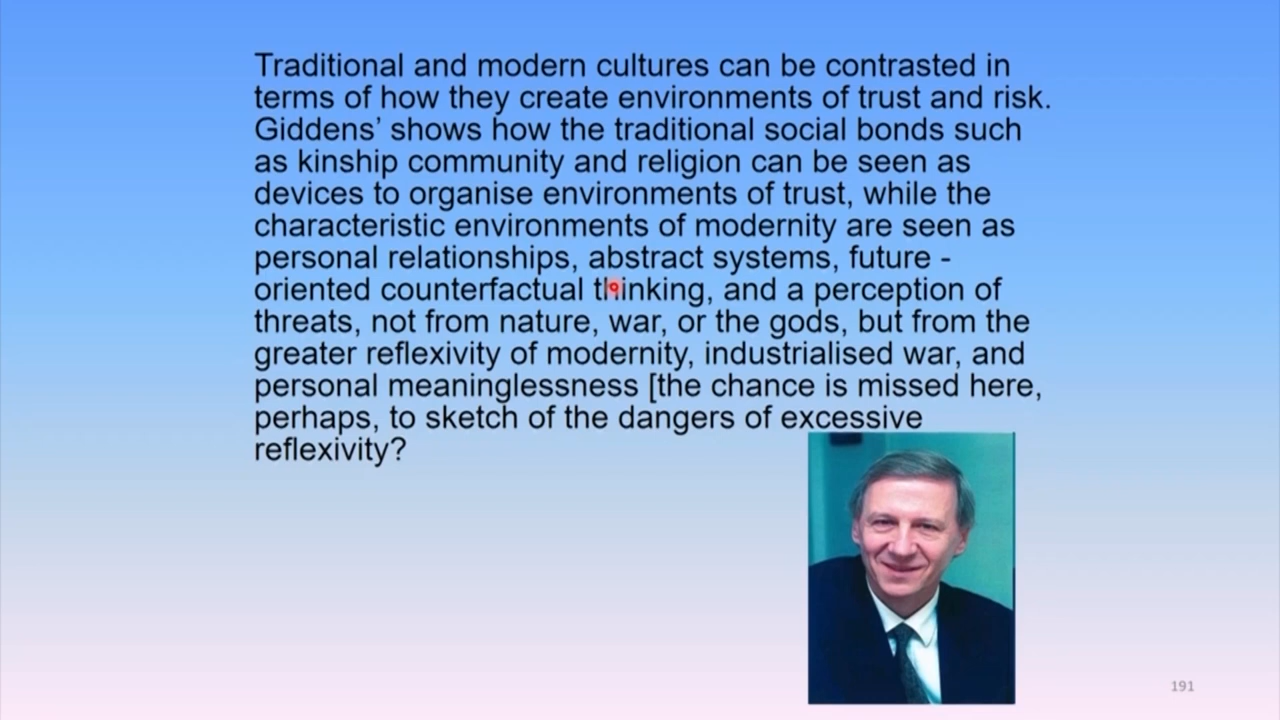 Traditional and modern cultures can be contrasted in
terms of how they create environments of trust and risk.
Giddens’ shows how the traditional social bonds such
as kinship community and religion can be seen as
devices to organise environments of trust, while the
characteristic environments of modernity are seen as
personal relationships, abstract systems, future -
oriented counterfactual thinking, and a perception of
threats, not from nature, war, or the gods, but from the
greater reflexivity of modernity, industrialised war, and
personal meaninglessness [the chance is missed here,
perhaps, to sketch of the dangers of excessive
reflexivity?
191